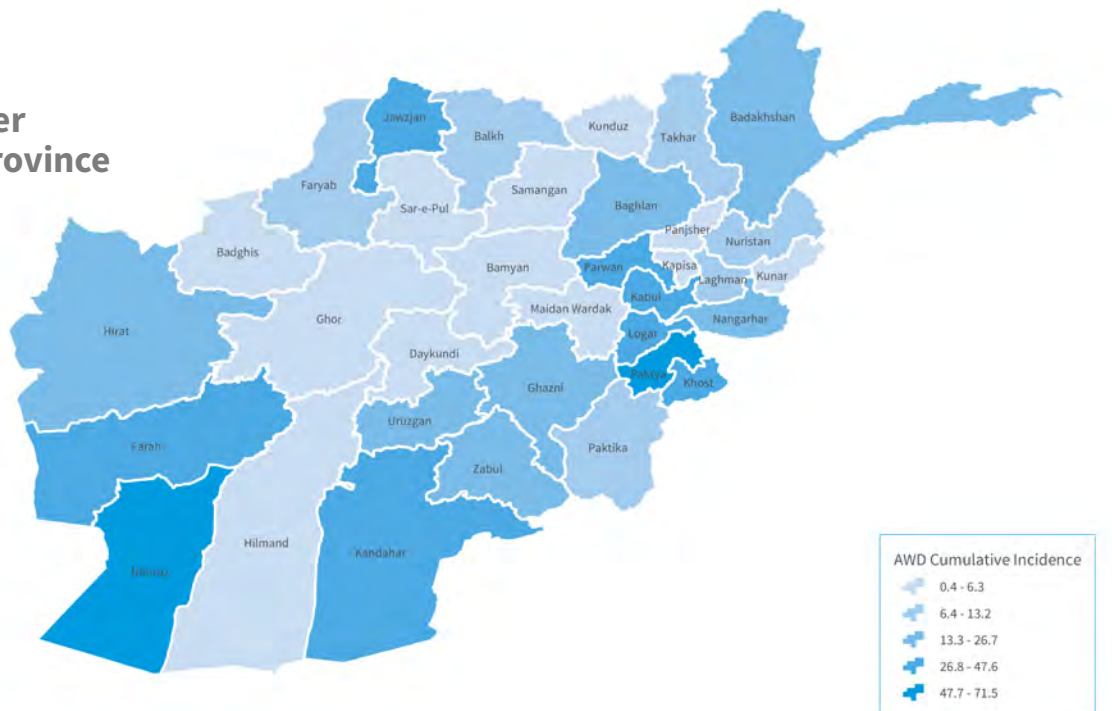 er
rovince
Jawzjan
Balkh
Kunduz
Takhar
Badakhshan
Faryab
Sar-e-Pul
Samangan
Baghlan
Panjsher
Nuristan
Badghis
Bamyan
Parwan
Kapisa
Laghman
Kunar
Hirat
Ghor
Maidan Wardak
Kabul
Nangarhar
Daykundi
Logar
Ghazni
Paktya
Khost
Farah
Uruzgan
Zabul
Paktika
Hilmand
Kandahar
Nimroz
AWD Cumulative Incidence
0.4 - 6.3
6.4 - 13.2
13.3 - 26.7
26.8 - 47.6
47.7 - 71.5